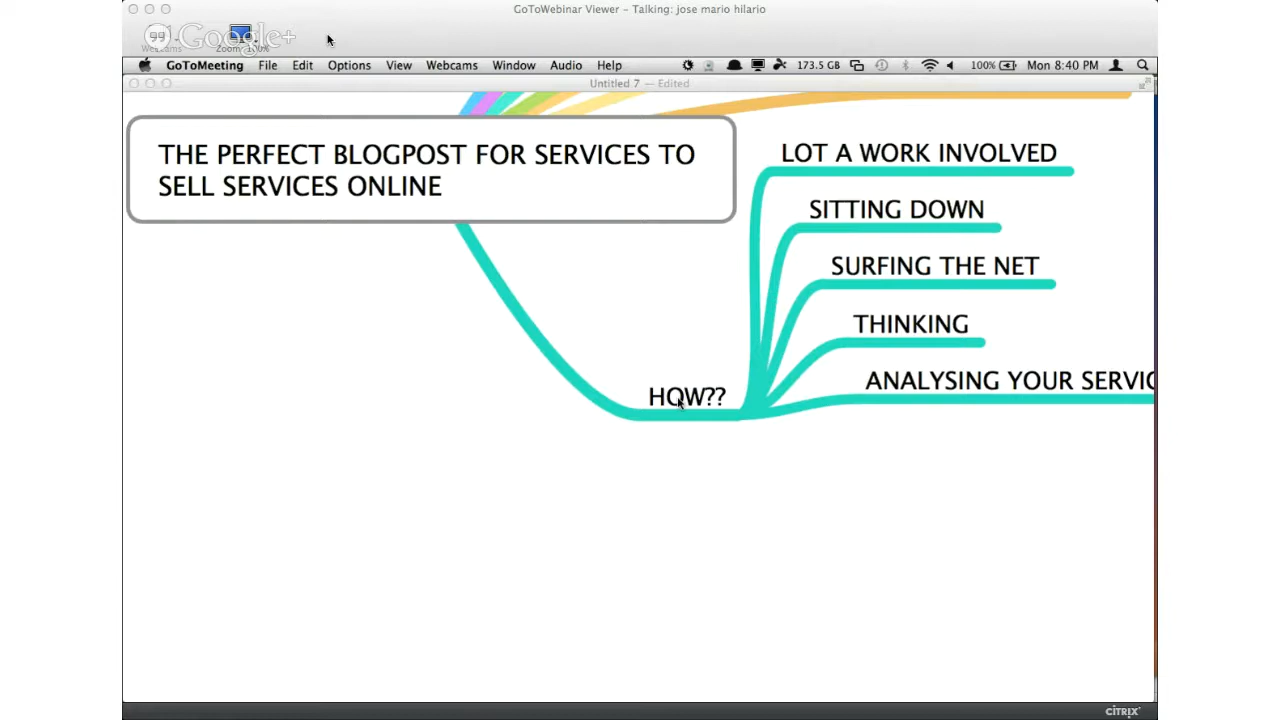 GoToWebinar Viewer – Talking: jose mario hilario
Google+
GoToMeeting File Edit Options View Webcams Window Audio Help 173.5 GB 100% Mon 8:40 PM
Untitled 7 — Edited
THE PERFECT BLOGPOST FOR SERVICES TO
SELL SERVICES ONLINE
LOT A WORK INVOLVED
SITTING DOWN
SURFING THE NET
THINKING
ANALYSING YOUR SERVIC
HOW??
CITRIX